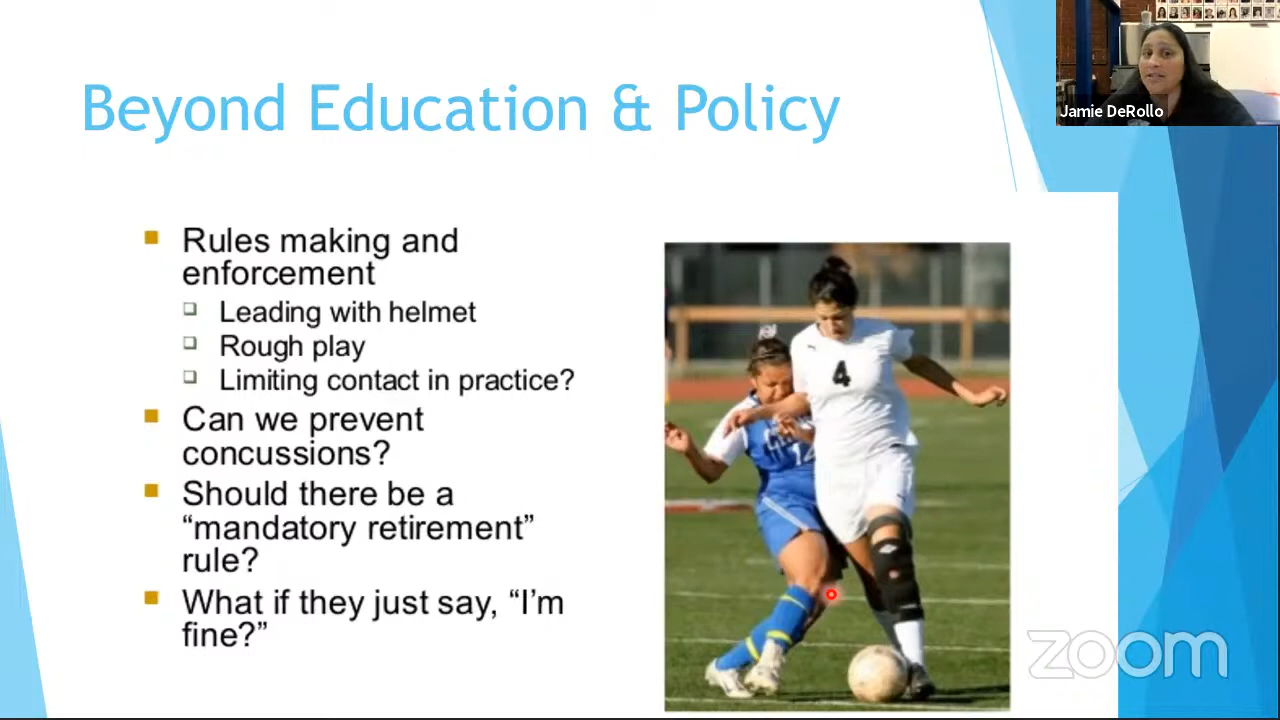 Beyond Education & Policy
Jamie DeRollo
Rules making and
enforcement
Leading with helmet
Rough play
Limiting contact in practice?
Can we prevent
concussions?
Should there be a
“mandatory retirement”
rule?
What if they just say, “I’m
fine?”
4
14
zoom